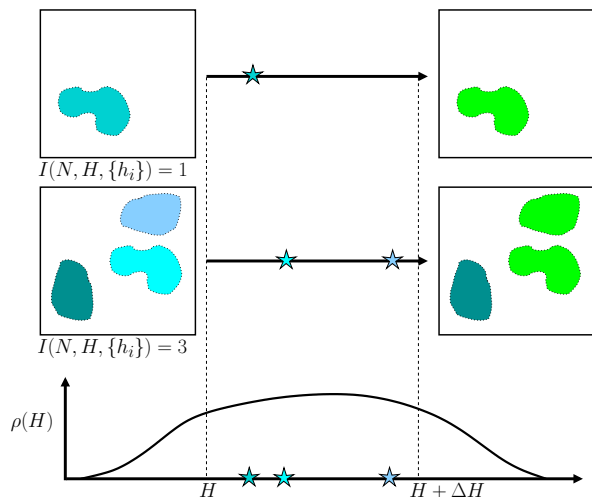 I(N, H, {h_i}) = 1
I(N, H, {h_i}) = 3
ρ(H)
H
H + ΔH